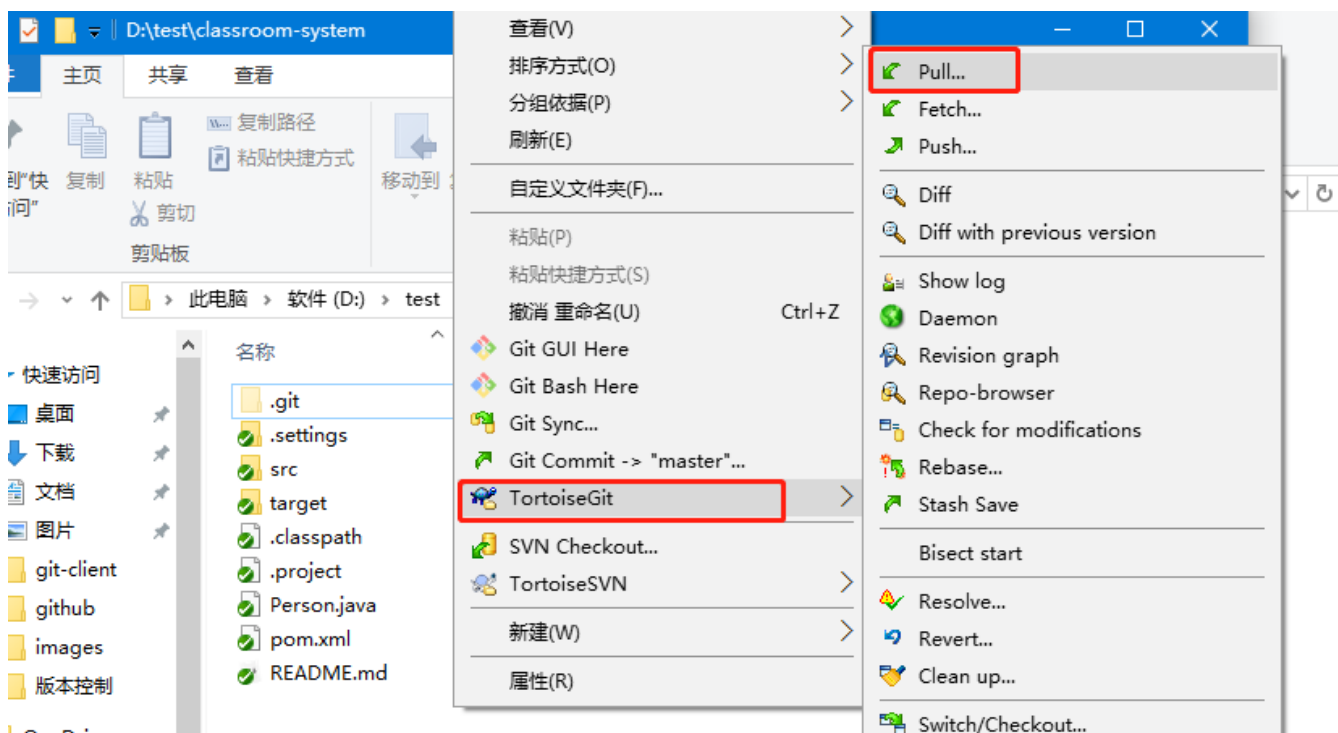 D:\test\classroom-system
主页 共享 查看
复制路径
粘贴快捷方式
到"快 复制 粘贴 移动到
问" 剪切
剪贴板
此电脑 软件 (D:) test
名称
快速访问
桌面
下载
文档
图片
git-client
github
images
版本控制
.git
.settings
src
target
.classpath
.project
Person.java
pom.xml
README.md
查看(V)
排序方式(O)
分组依据(P)
刷新(E)
自定义文件夹(F)...
粘贴(P)
粘贴快捷方式(S)
撤消 重命名(U) Ctrl+Z
Git GUI Here
Git Bash Here
Git Sync...
Git Commit -> "master"...
TortoiseGit
SVN Checkout...
TortoiseSVN
新建(W)
属性(R)
Pull...
Fetch...
Push...
Diff
Diff with previous version
Show log
Daemon
Revision graph
Repo-browser
Check for modifications
Rebase...
Stash Save
Bisect start
Resolve...
Revert...
Clean up...
Switch/Checkout...